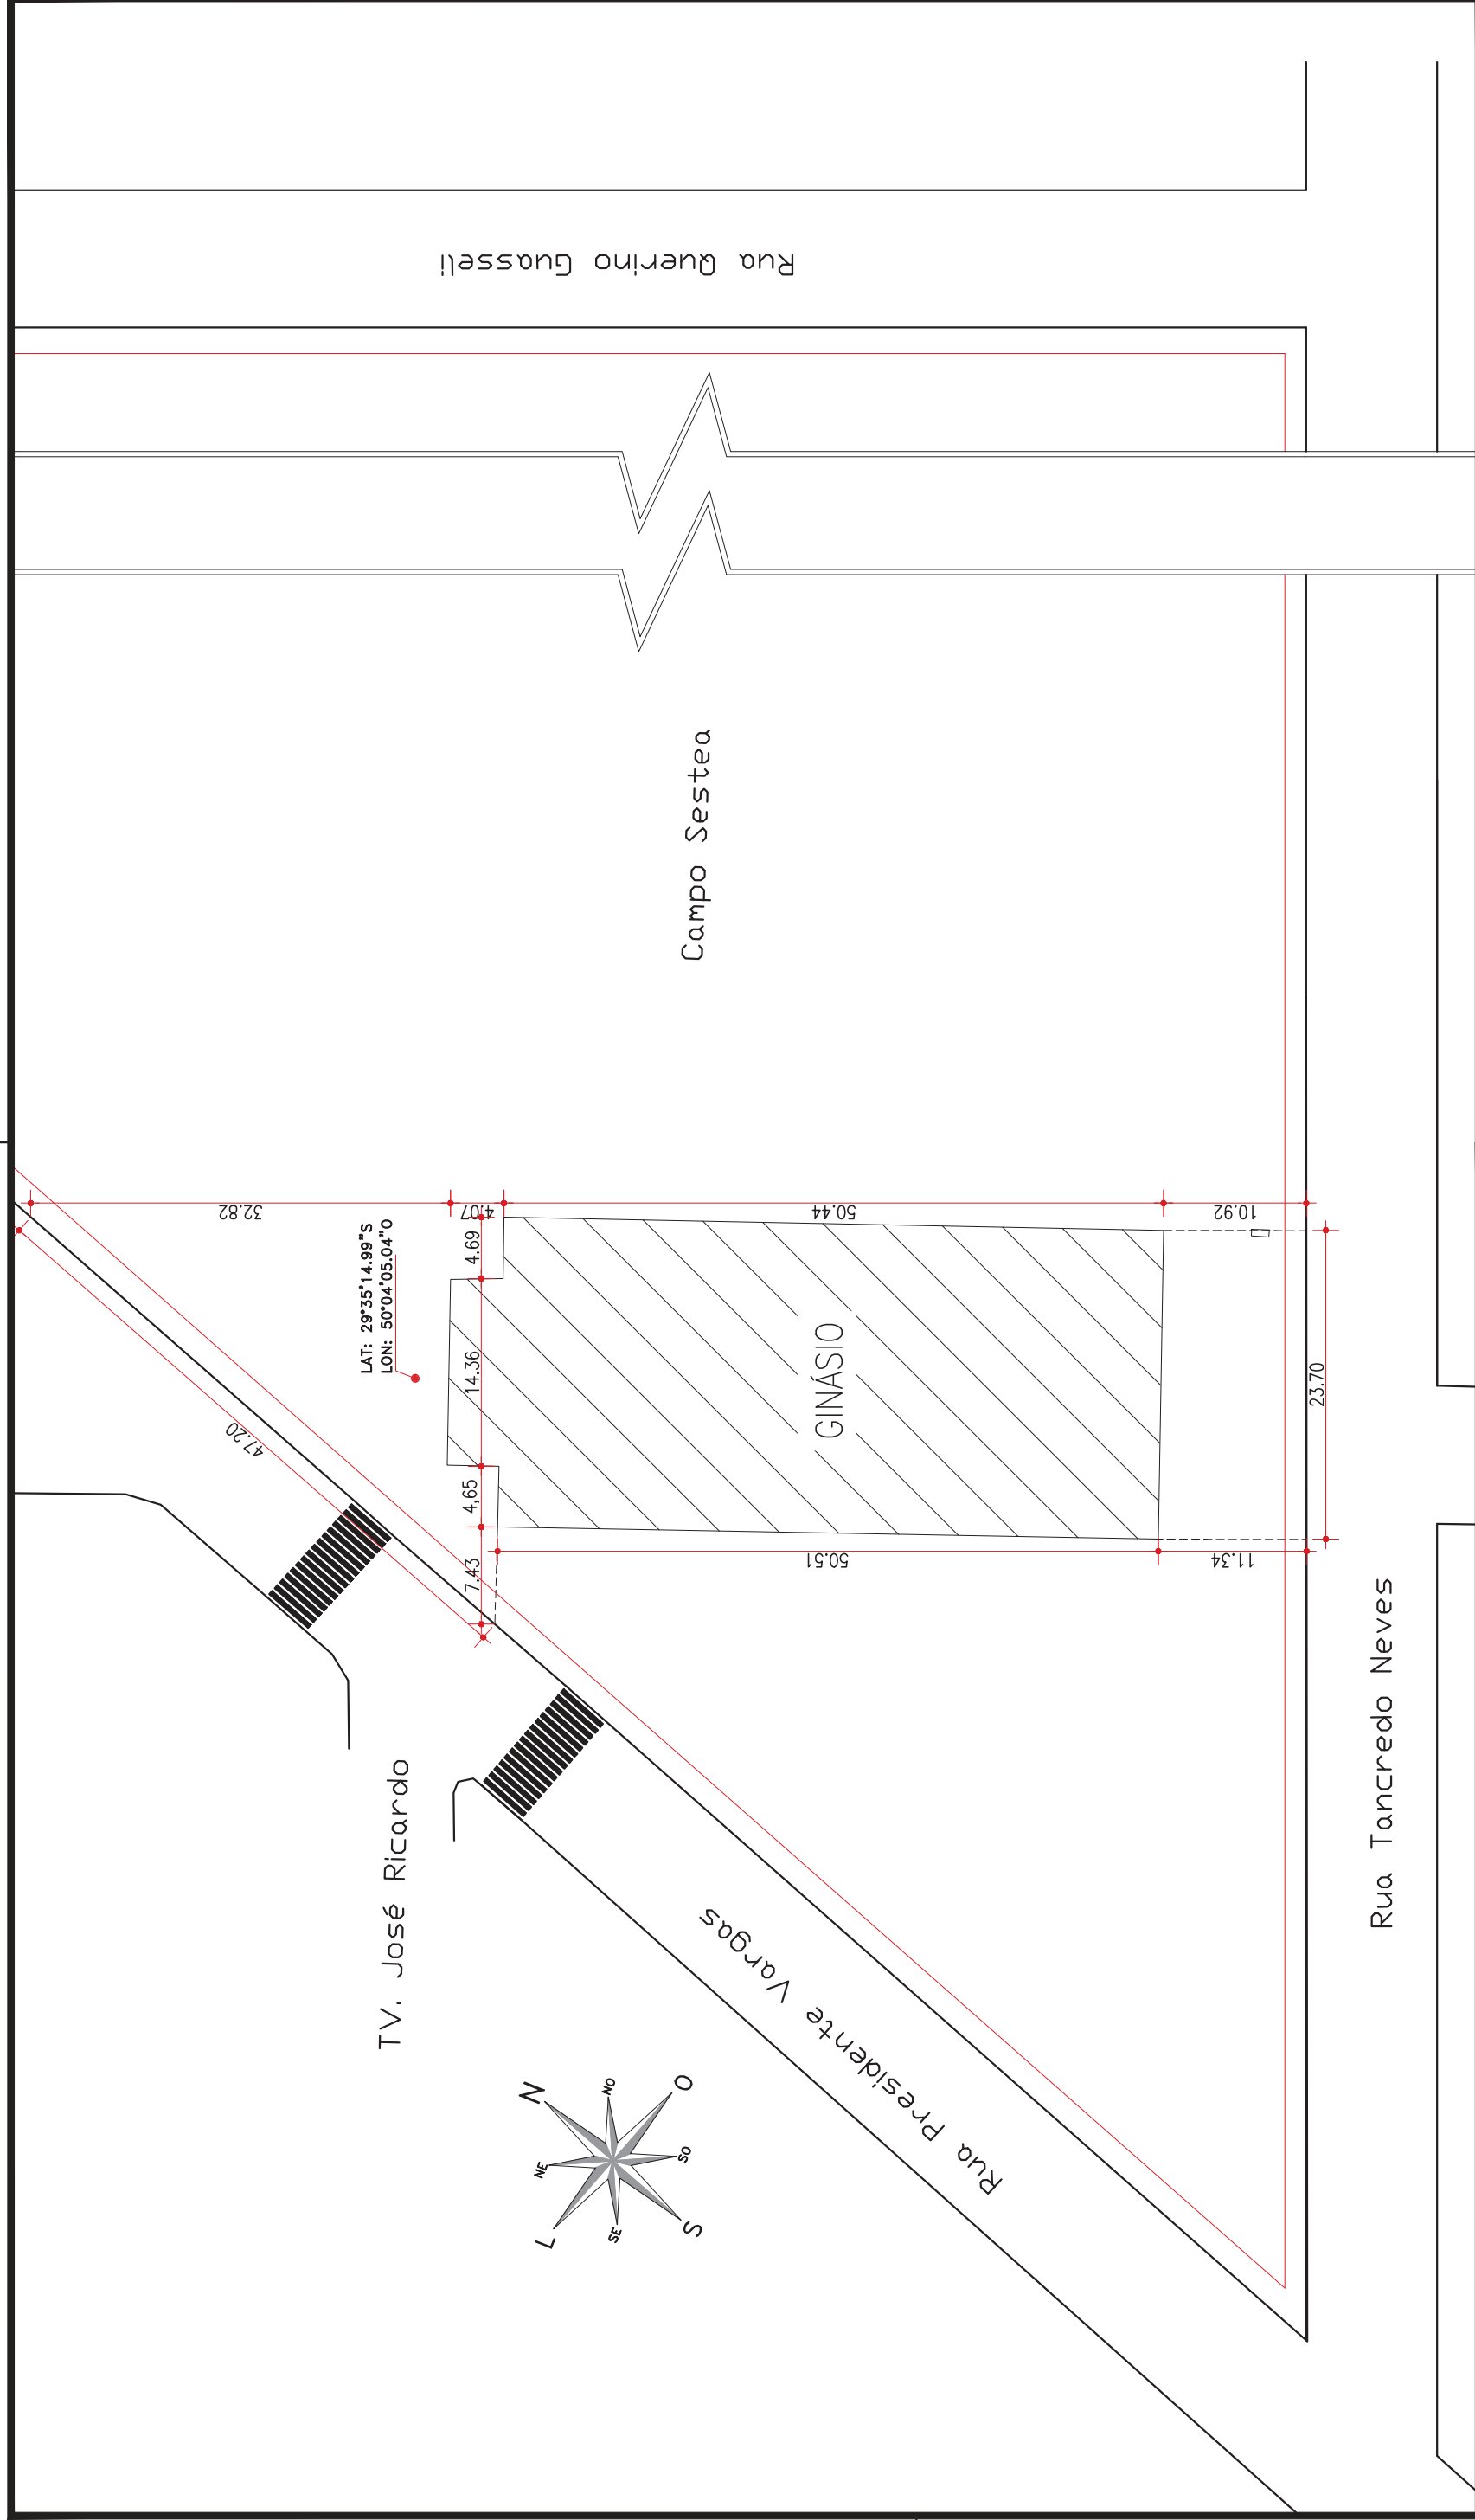 Rua Querino Guasseli
Campo Sestea
32.82
4.07
50.44
10.92
LAT: 29°35'14.99"S
LON: 50°04'05.04"O
4.69
14.36
4,65
7.43
47.20
GINÁSIO
23.70
50.51
11.34
TV. José Ricardo
Rua Presidente Vargas
Rua Tancredo Neves
N
NO
O
NE
SO
L
SE
S